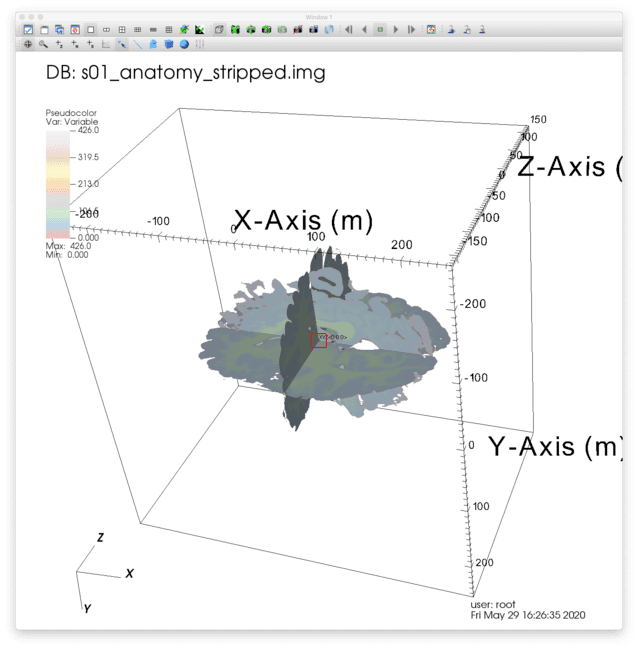 Window 1
DB: s01_anatomy_stripped.img
Pseudocolor
Var: Variable
426.0
319.5
213.0
106.5
0.000
Max: 426.0
Min: 0.000
-200
-100
0
100
200
X-Axis (m)
150
100
50
0
-50
-100
-150
Z-Axis (
-200
-100
0
100
200
Y-Axis (m)
Z
X
Y
user: root
Fri May 29 16:26:35 2020